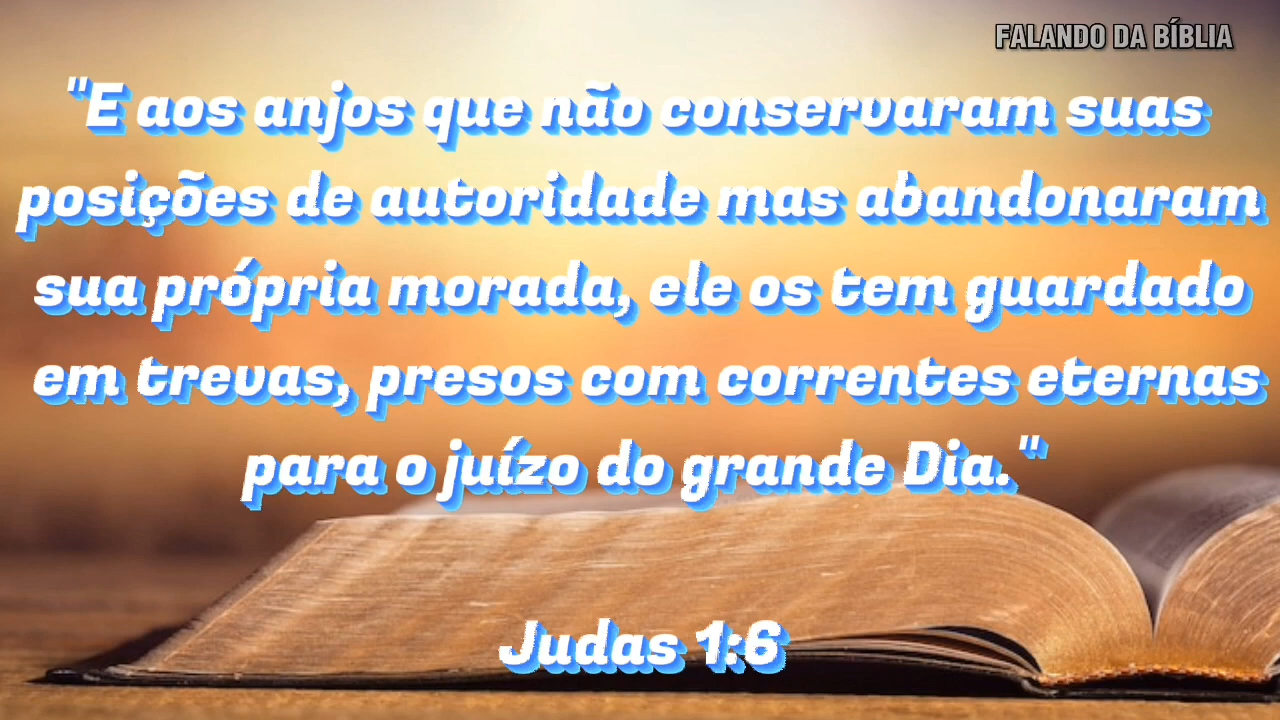 FALANDO DA BÍBLIA
"E aos anjos que não conservaram suas
posições de autoridade mas abandonaram
sua própria morada, ele os tem guardado
em trevas, presos com correntes eternas
para o juízo do grande Dia."
Judas 1:6